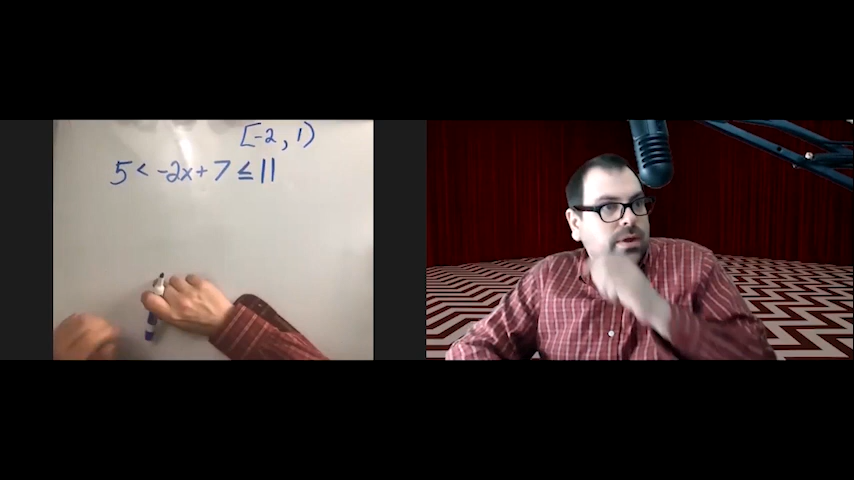 [-2, 1)
5 < -2x + 7 ≤ 11